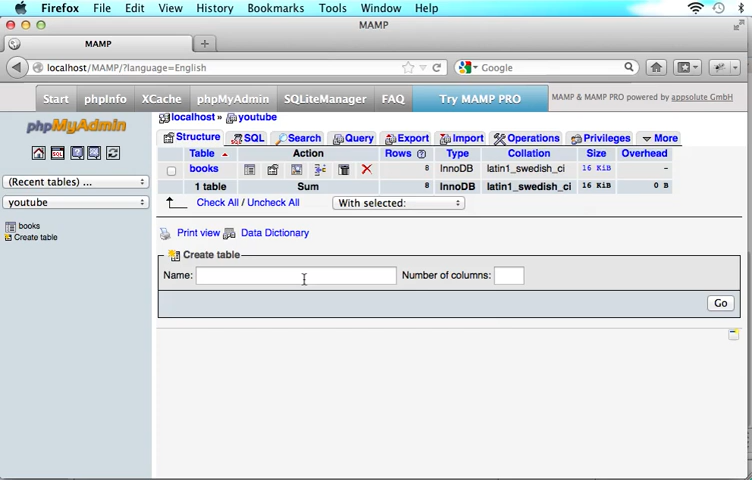 Firefox File Edit View History Bookmarks Tools Window Help
MAMP
MAMP
localhost/MAMP/?language=English
Google
Start phpInfo XCache phpMyAdmin SQLiteManager FAQ Try MAMP PRO MAMP & MAMP PRO powered by appsolute GmbH
phpMyAdmin
localhost » youtube
Structure SQL Search Query Export Import Operations Privileges More
Table Action Rows Type Collation Size Overhead
books 8 InnoDB latin1_swedish_ci 16 KiB –
1 table Sum 8 InnoDB latin1_swedish_ci 16 KiB 0 B
Check All / Uncheck All With selected:
(Recent tables) ...
youtube
books
Create table
Print view Data Dictionary
Create table
Name: Number of columns:
Go